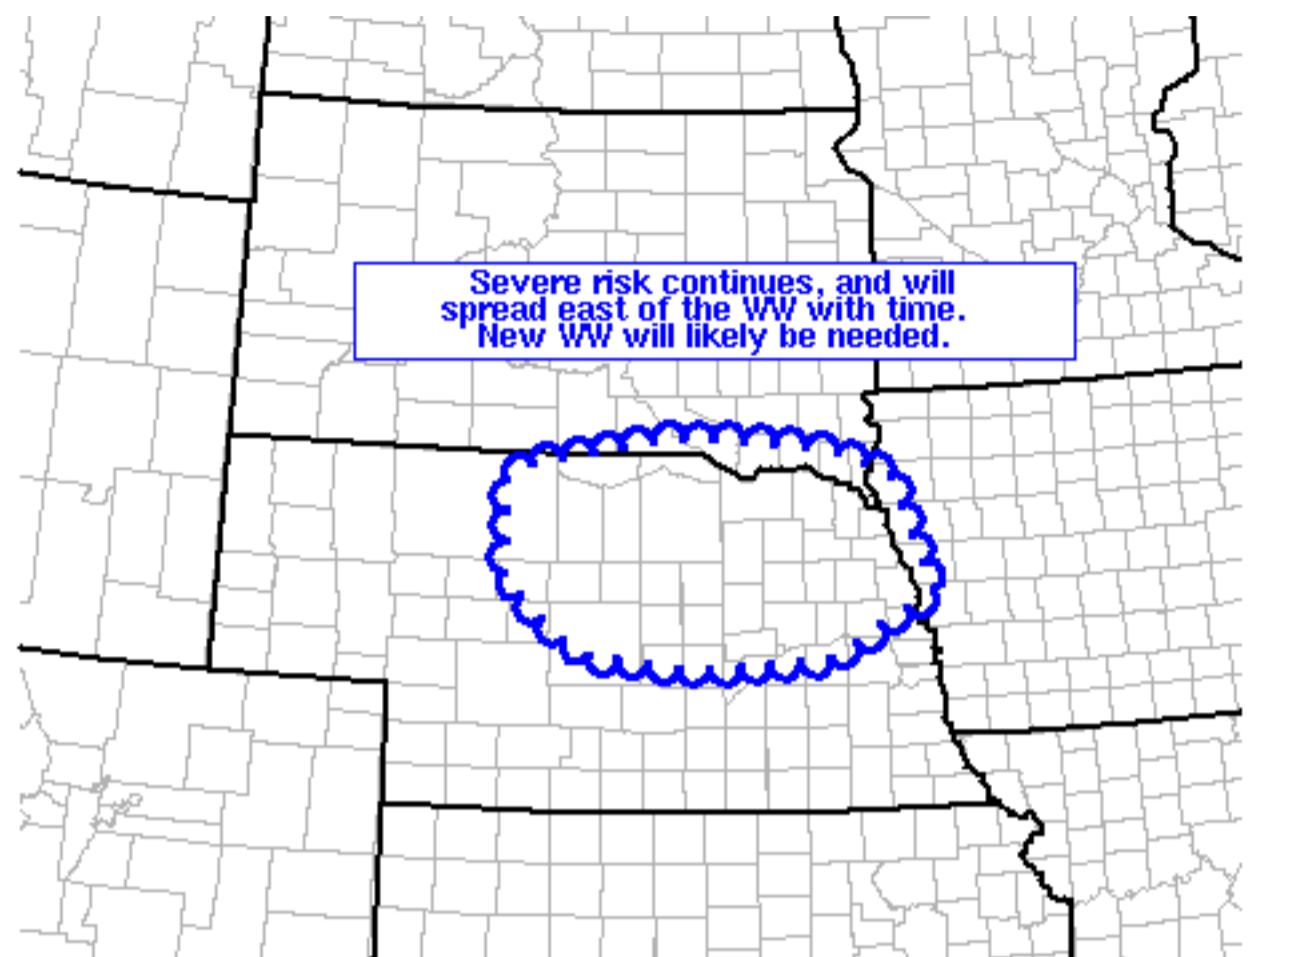 Severe risk continues, and will
spread east of the WW with time.
New WW will likely be needed.